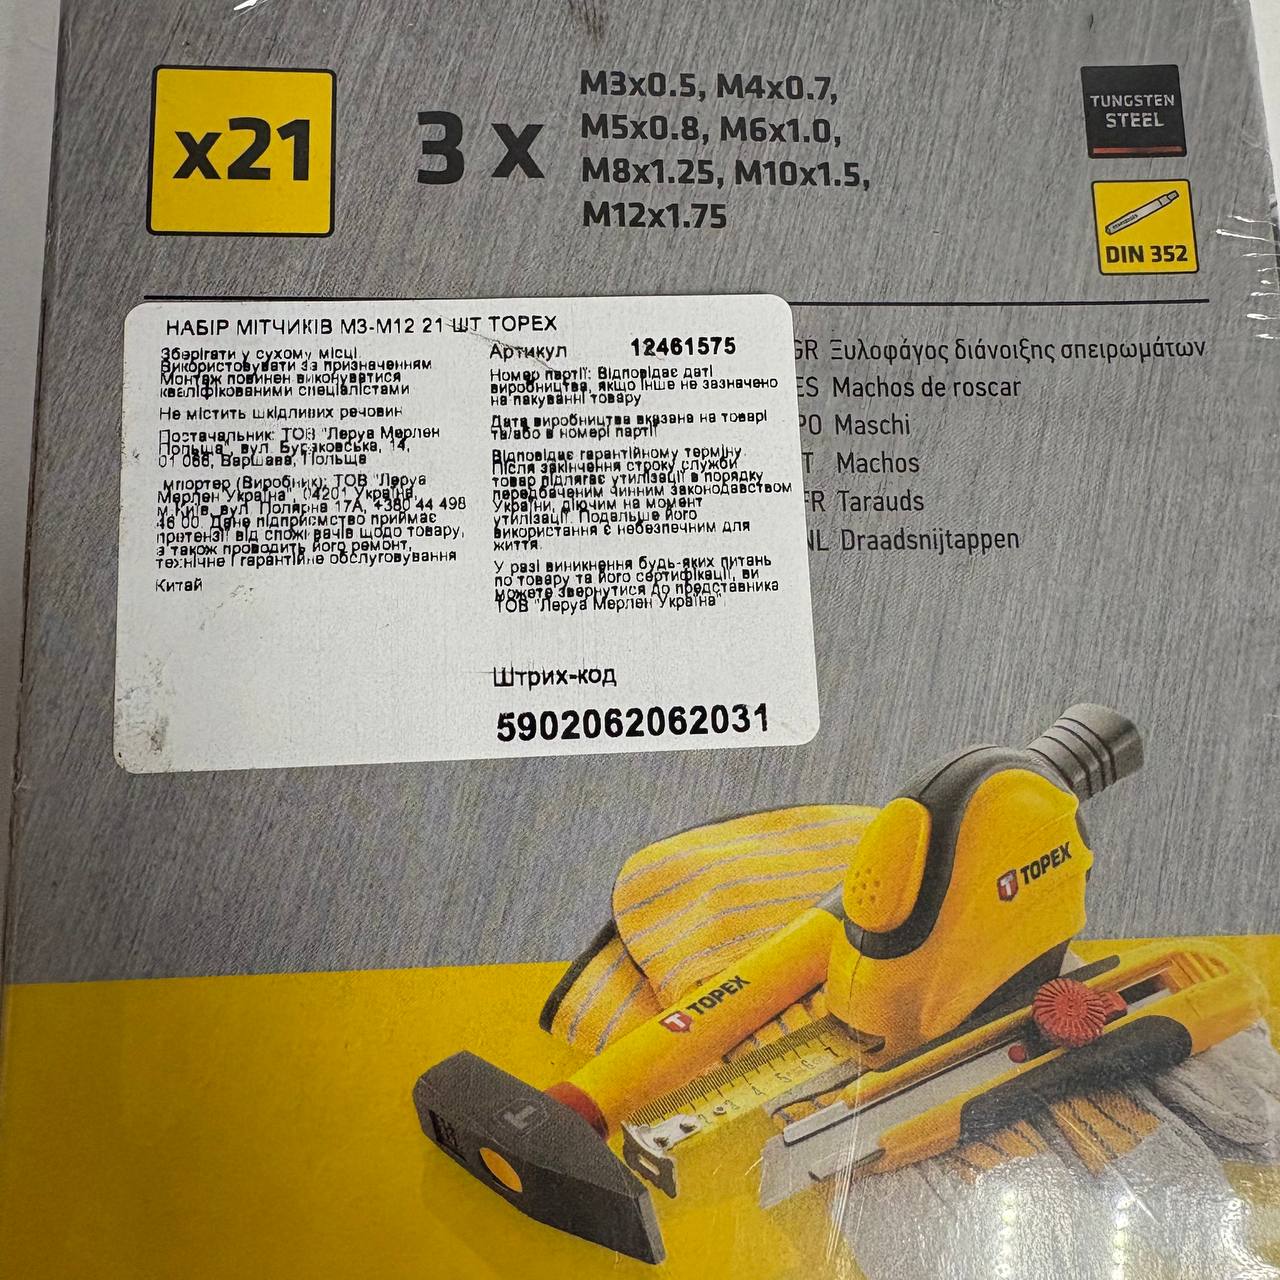 x21
3 x
M3x0.5, M4x0.7,
M5x0.8, M6x1.0,
M8x1.25, M10x1.5,
M12x1.75
TUNGSTEN
STEEL
DIN 352
НАБІР МІТЧИКІВ М3-М12 21 ШТ TOPEX
Зберігати у сухому місці.
Використовувати за призначенням
Монтаж повинен виконуватися
кваліфікованими спеціалістами
Не містить шкідливих речовин
Постачальник: ТОВ "Леруа Мерлен
Польща", вул. 14,
01 066, Варшава, Польща
мпортер (Виробник): ТОВ "Леруа
Мерлен Україна", 04201 Україна,
м.Київ, вул. Полярна 17А, +380 44 498
46 00. Дане підприємство приймає
претензії від споживачів щодо товару,
а також проводить його ремонт,
технічне і гарантійне обслуговування
Китай
Артикул 12461575
Номер партії: Відповідає даті
виробництва, якщо інше не зазначено
на пакуванні товару
Дата виробництва вказана на товарі
та/або в номері партії
Відповідає гарантійному терміну.
Після закінчення строку служби
товар підлягає утилізації в порядку
передбаченим чинним законодавством
України, діючим на момент
утилізації. Подальше його
використання є небезпечним для
життя.
У разі виникнення будь-яких питань
по товару та його сертифікації, ви
можете звернутися до представника
ТОВ "Леруа Мерлен Україна"
Штрих-код
5902062062031
GR Ξυλοφάγος διάνοιξης σπειρωμάτων
ES Machos de roscar
Maschi
T Machos
FR Tarauds
NL Draadsnijtappen
TOPEX
TOPEX